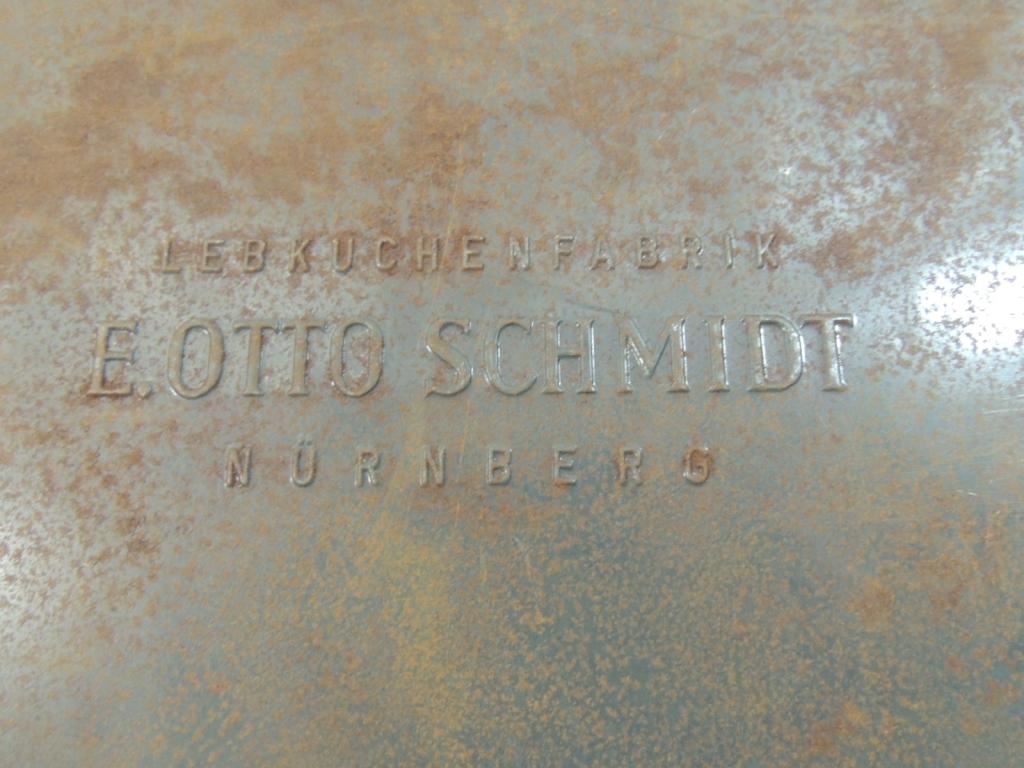 LEBKUCHENFABRIK
E. OTTO SCHMIDT
NÜRNBERG